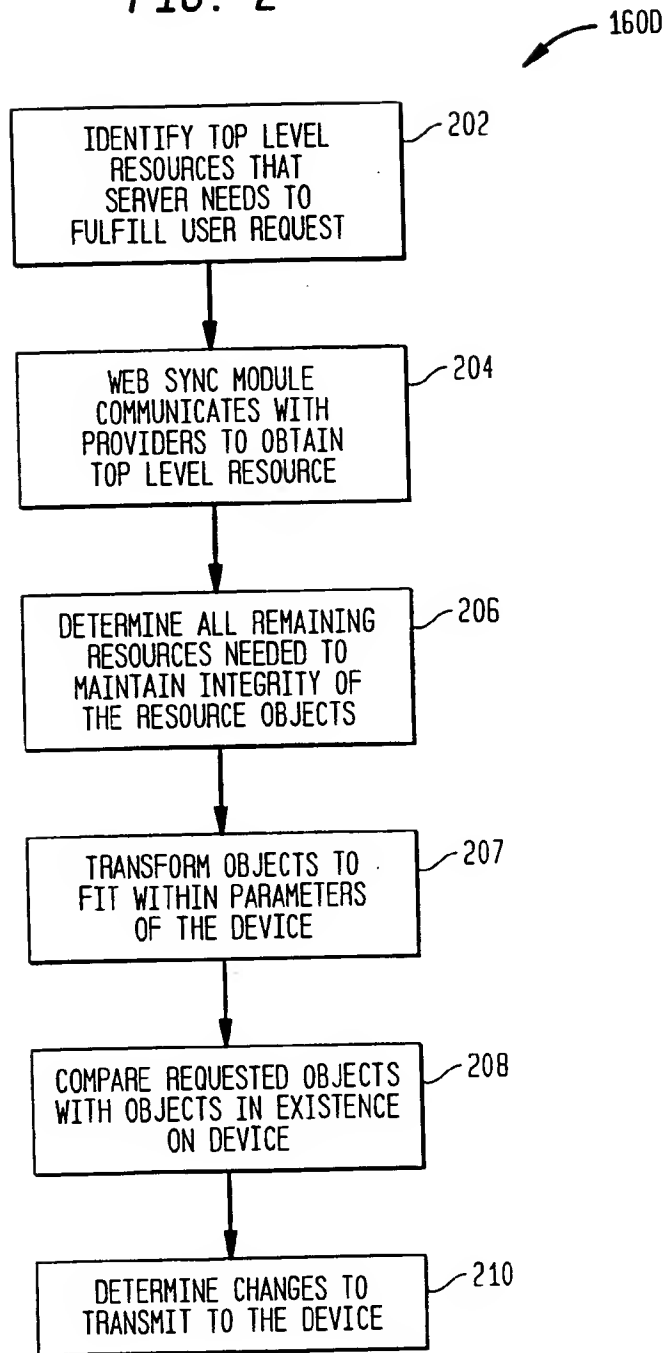 FIG. 2
160D
IDENTIFY TOP LEVEL
RESOURCES THAT
SERVER NEEDS TO
FULFILL USER REQUEST
202
WEB SYNC MODULE
COMMUNICATES WITH
PROVIDERS TO OBTAIN
TOP LEVEL RESOURCE
204
DETERMINE ALL REMAINING
RESOURCES NEEDED TO
MAINTAIN INTEGRITY OF
THE RESOURCE OBJECTS
206
TRANSFORM OBJECTS TO
FIT WITHIN PARAMETERS
OF THE DEVICE
207
COMPARE REQUESTED OBJECTS
WITH OBJECTS IN EXISTENCE
ON DEVICE
208
DETERMINE CHANGES TO
TRANSMIT TO THE DEVICE
210